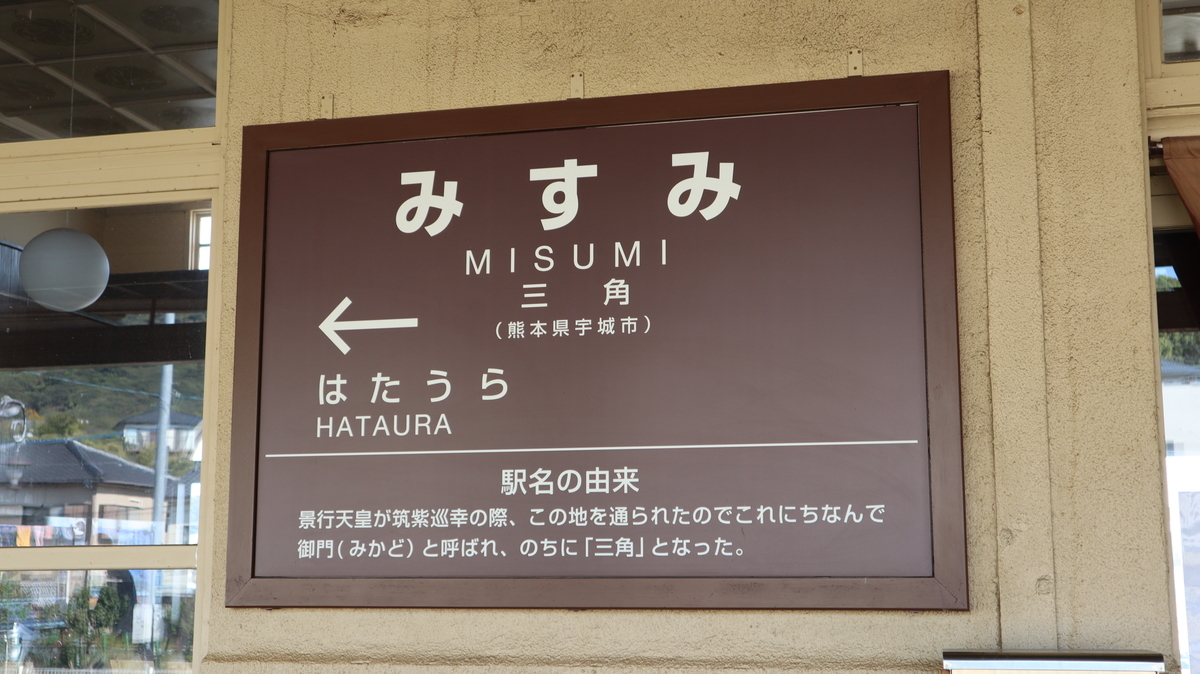 みすみ
MISUMI
三角
(熊本県宇城市)
←
はたうら
HATAURA
駅名の由来
景行天皇が筑紫巡幸の際、この地を通られたのでこれにちなんで
御門(みかど)と呼ばれ、のちに「三角」となった。